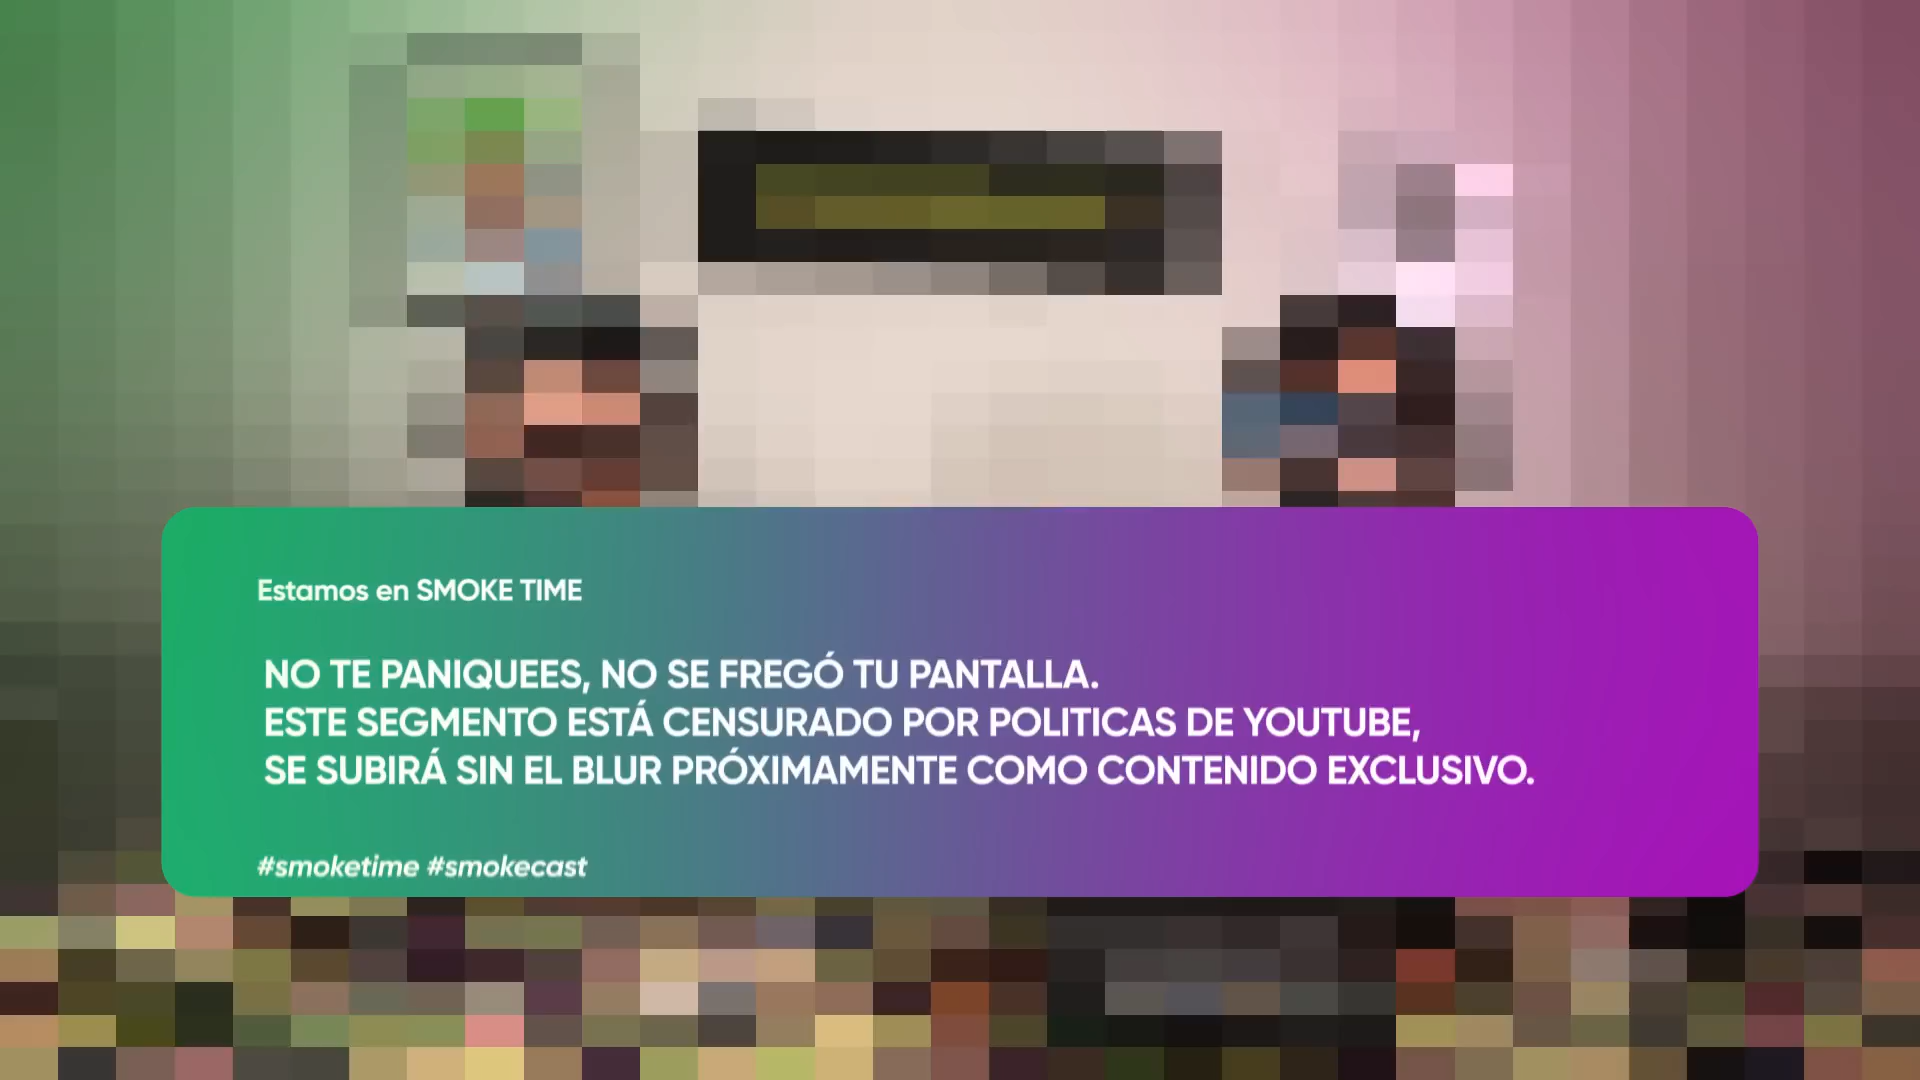 Estamos en SMOKE TIME
NO TE PANIQUEES, NO SE FREGÓ TU PANTALLA.
ESTE SEGMENTO ESTÁ CENSURADO POR POLITICAS DE YOUTUBE,
SE SUBIRÁ SIN EL BLUR PRÓXIMAMENTE COMO CONTENIDO EXCLUSIVO.
#smoketime #smokecast